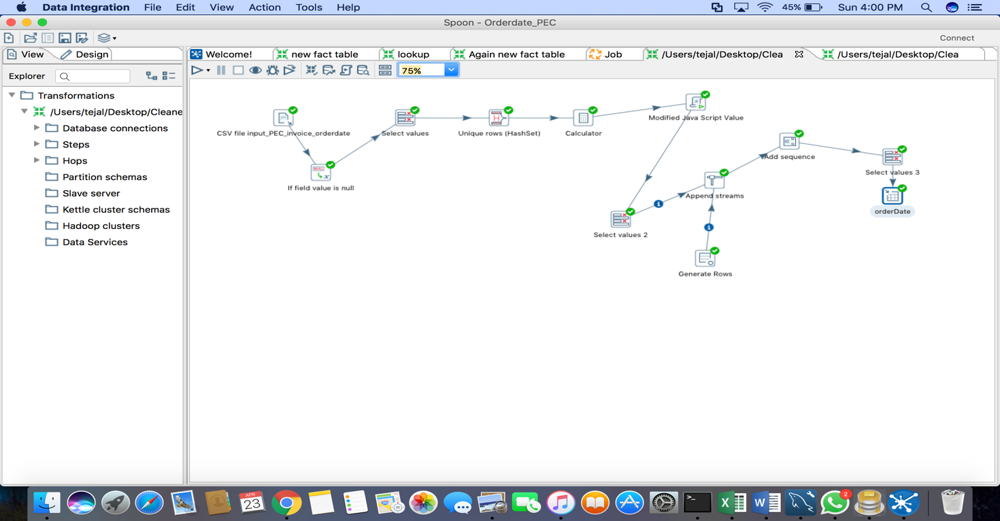 Data Integration File Edit View Action Tools Help 45% Sun 4:00 PM
Spoon - Orderdate_PEC
Connect
View Design
Welcome! new fact table lookup Again new fact table Job /Users/tejal/Desktop/Clea /Users/tejal/Desktop/Clea
Explorer
75%
Transformations
/Users/tejal/Desktop/Cleane
Database connections
Steps
Hops
Partition schemas
Slave server
Kettle cluster schemas
Hadoop clusters
Data Services
CSV file input_PEC_invoice_orderdate
If field value is null
Select values
Unique rows (HashSet)
Calculator
Modified Java Script Value
Select values 2
Append streams
Generate Rows
Add sequence
Select values 3
orderDate
APR
23
2